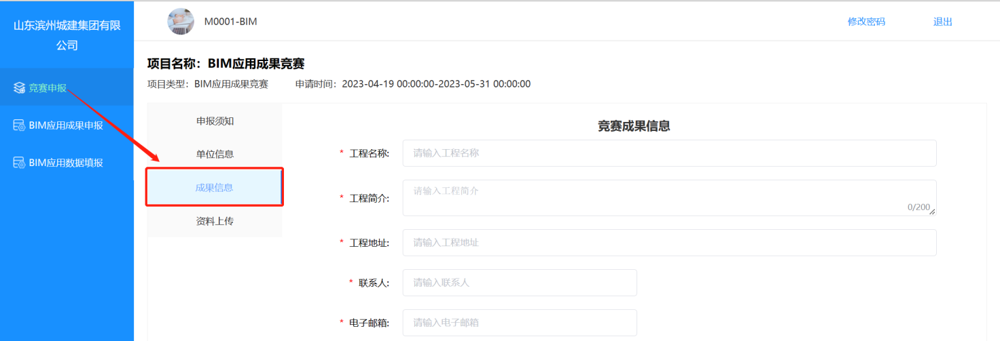 山东滨州城建集团有限
公司
M0001-BIM
修改密码
退出
竞赛申报
BIM应用成果申报
BIM应用数据填报
项目名称：BIM应用成果竞赛
项目类型：BIM应用成果竞赛 申请时间：2023-04-19 00:00:00-2023-05-31 00:00:00
申报须知
单位信息
成果信息
资料上传
竞赛成果信息
* 工程名称: 请输入工程名称
* 工程简介: 请输入工程简介
0/200
* 工程地址: 请输入工程地址
* 联系人: 请输入联系人
* 电子邮箱: 请输入电子邮箱